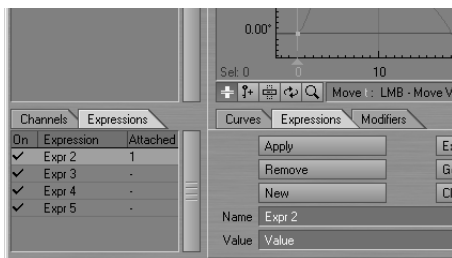 0.00°
Sel: 0 0 10
Move t : LMB - Move V
Channels Expressions
On Expression Attached
Expr 2 1
Expr 3 -
Expr 4 -
Expr 5 -
Curves Expressions Modifiers
Apply
Remove
New
Name Expr 2
Value Value